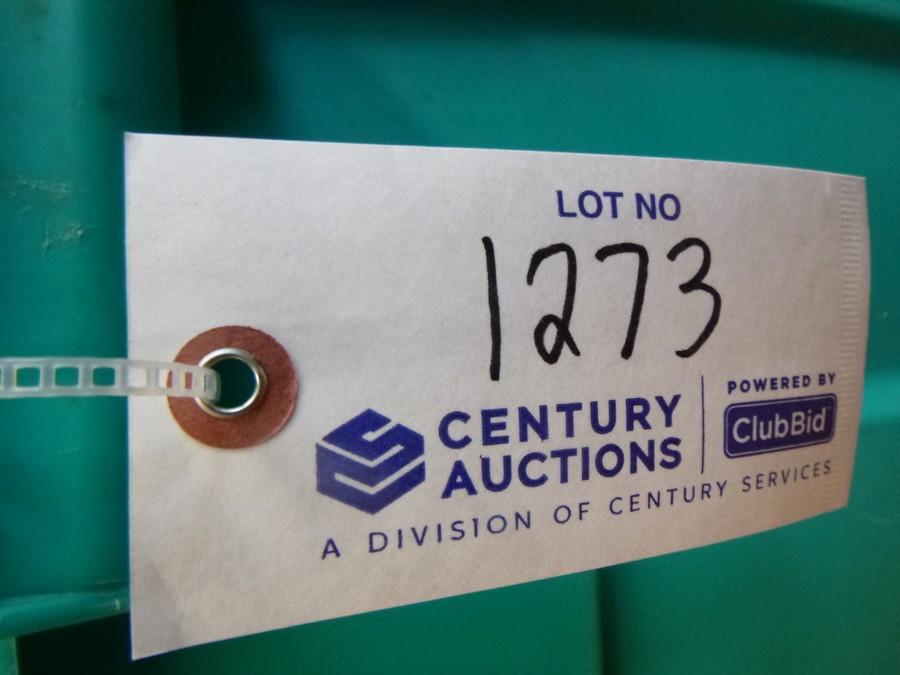 LOT NO
1273
CENTURY
AUCTIONS
POWERED BY
ClubBid
A DIVISION OF CENTURY SERVICES